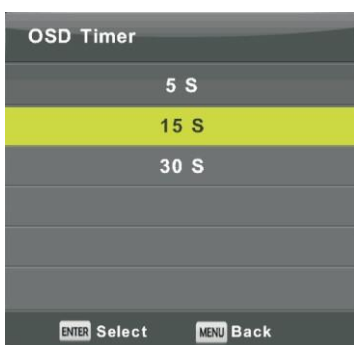 OSD Timer
5 S
15 S
30 S
ENTER Select MENU Back